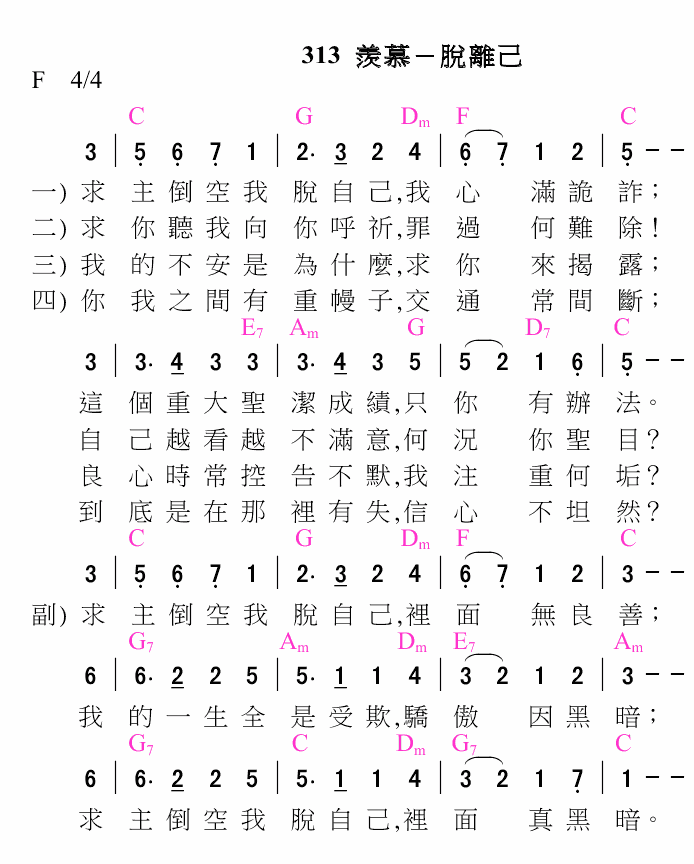 313 羨慕－脫離己
F 4/4
C G Dm F C
3 | 5̣ 6̣ 7̣ 1 | 2· 3̲ 2 4 | 6̣ 7̣ 1 2 | 5̣ － －
一) 求 主倒空我 脫自己,我 心 滿詭 詐；
二) 求 你聽我向 你呼祈,罪 過 何難 除！
三) 我 的不安是 為什麼,求 你 來揭 露；
四) 你 我之間有 重幔子,交 通 常間 斷；
E7 Am G D7 C
3 | 3· 4̲ 3 3 | 3· 4̲ 3 5 | 5 2 1 6̣ | 5̣ － －
這 個重大聖 潔成績,只 你 有辦 法。
自 己越看越 不滿意,何 況 你聖 目？
良 心時常控 告不默,我 注 重何 垢？
到 底是在那 裡有失,信 心 不坦 然？
C G Dm F C
3 | 5̣ 6̣ 7̣ 1 | 2· 3̲ 2 4 | 6̣ 7̣ 1 2 | 3 － －
副) 求 主倒空我 脫自己,裡 面 無良 善；
G7 Am Dm E7 Am
6 | 6· 2̲ 2 5 | 5· 1̲ 1 4 | 3 2 1 2 | 3 － －
我 的一生全 是受欺,驕 傲 因黑 暗；
G7 C Dm G7 C
6 | 6· 2̲ 2 5 | 5· 1̲ 1 4 | 3 2 1 7̣ | 1 － －
求 主倒空我 脫自己,裡 面 真黑 暗。